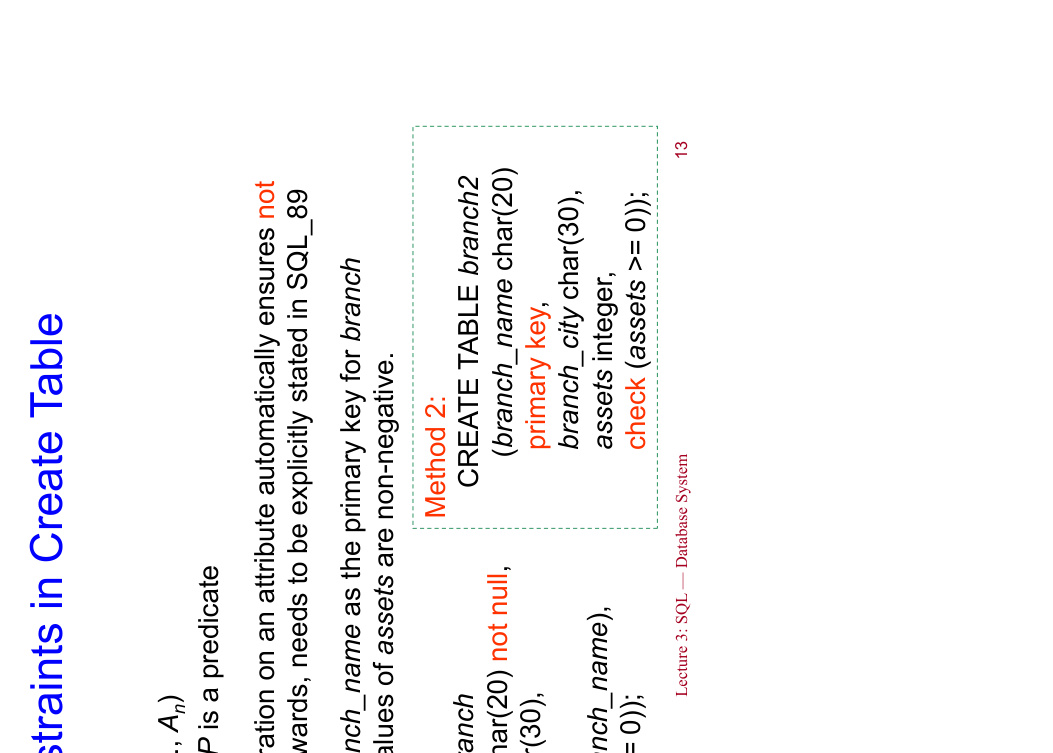 straints in Create Table
., An)
P is a predicate
ration on an attribute automatically ensures not
wards, needs to be explicitly stated in SQL_89
nch_name as the primary key for branch
alues of assets are non-negative.
ranch
har(20) not null,
r(30),
nch_name),
= 0));
Method 2:
CREATE TABLE branch2
(branch_name char(20)
primary key,
branch_city char(30),
assets integer,
check (assets >= 0));
Lecture 3: SQL — Database System
13